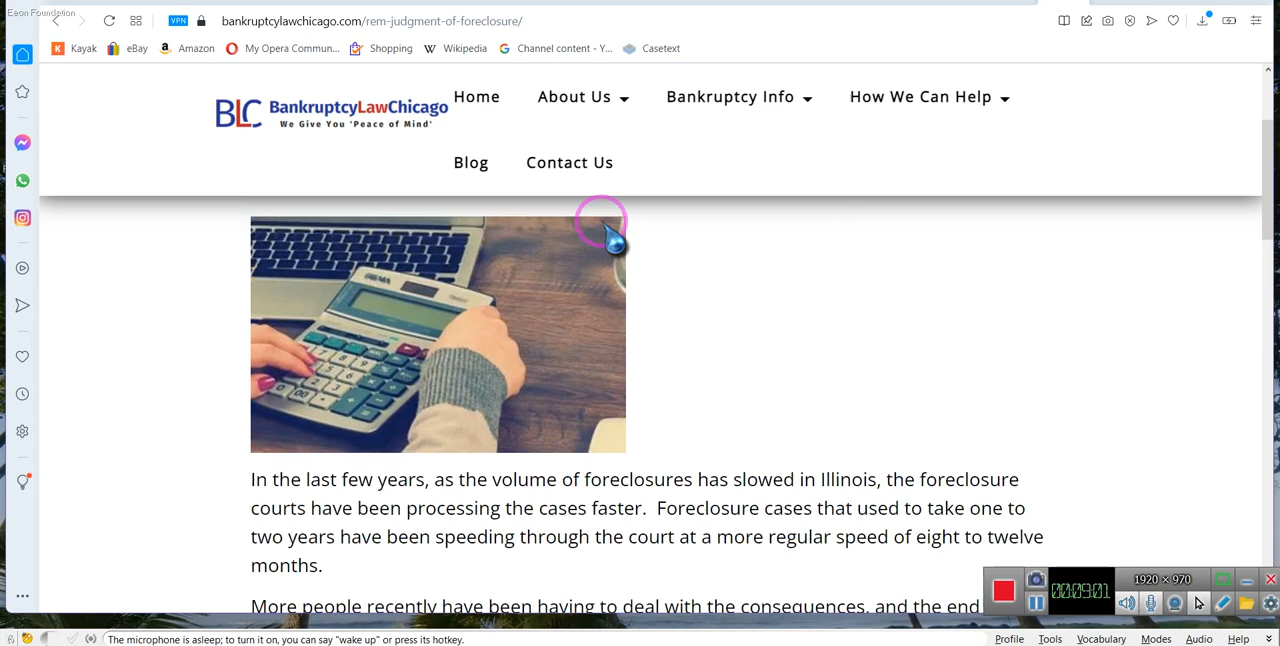 Eeon Foundation
VPN
bankruptcylawchicago.com/rem-judgment-of-foreclosure/
Kayak eBay Amazon My Opera Commun... Shopping Wikipedia Channel content - Y... Casetext
BLC BankruptcyLawChicago
We Give You 'Peace of Mind'
Home About Us Bankruptcy Info How We Can Help
Blog Contact Us
In the last few years, as the volume of foreclosures has slowed in Illinois, the foreclosure
courts have been processing the cases faster. Foreclosure cases that used to take one to
two years have been speeding through the court at a more regular speed of eight to twelve
months.
More people recently have been having to deal with the consequences, and the end
00:09:01
1920 × 970
The microphone is asleep; to turn it on, you can say "wake up" or press its hotkey.
Profile Tools Vocabulary Modes Audio Help